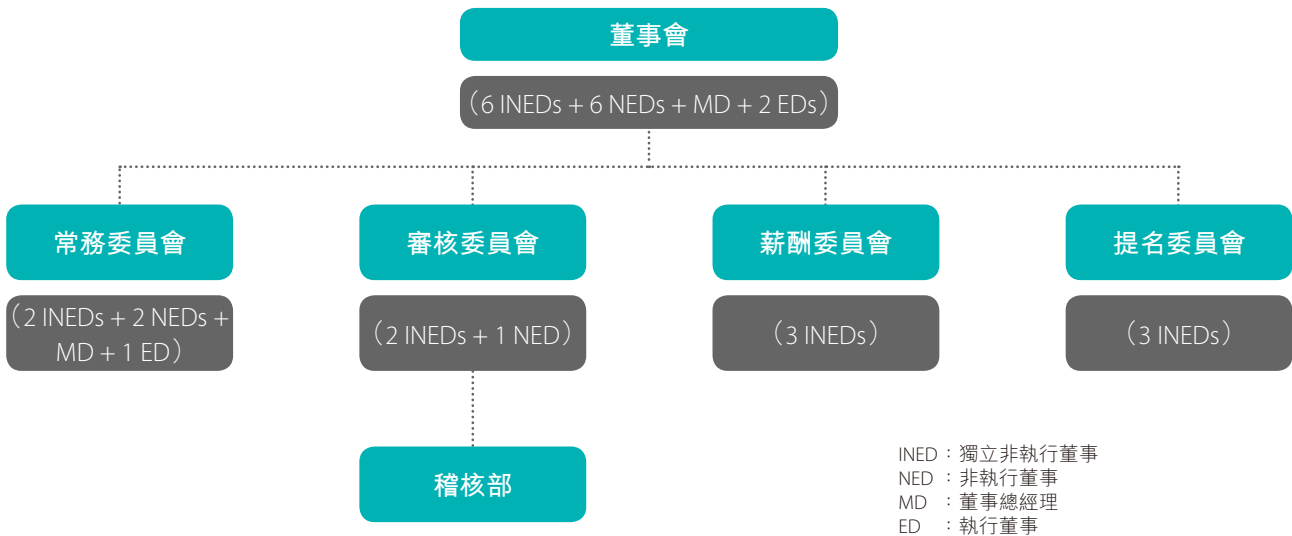 董事會
（6 INEDs + 6 NEDs + MD + 2 EDs）
常務委員會
審核委員會
薪酬委員會
提名委員會
（2 INEDs + 2 NEDs +
MD + 1 ED）
（2 INEDs + 1 NED）
（3 INEDs）
（3 INEDs）
稽核部
INED：獨立非執行董事
NED：非執行董事
MD：董事總經理
ED：執行董事